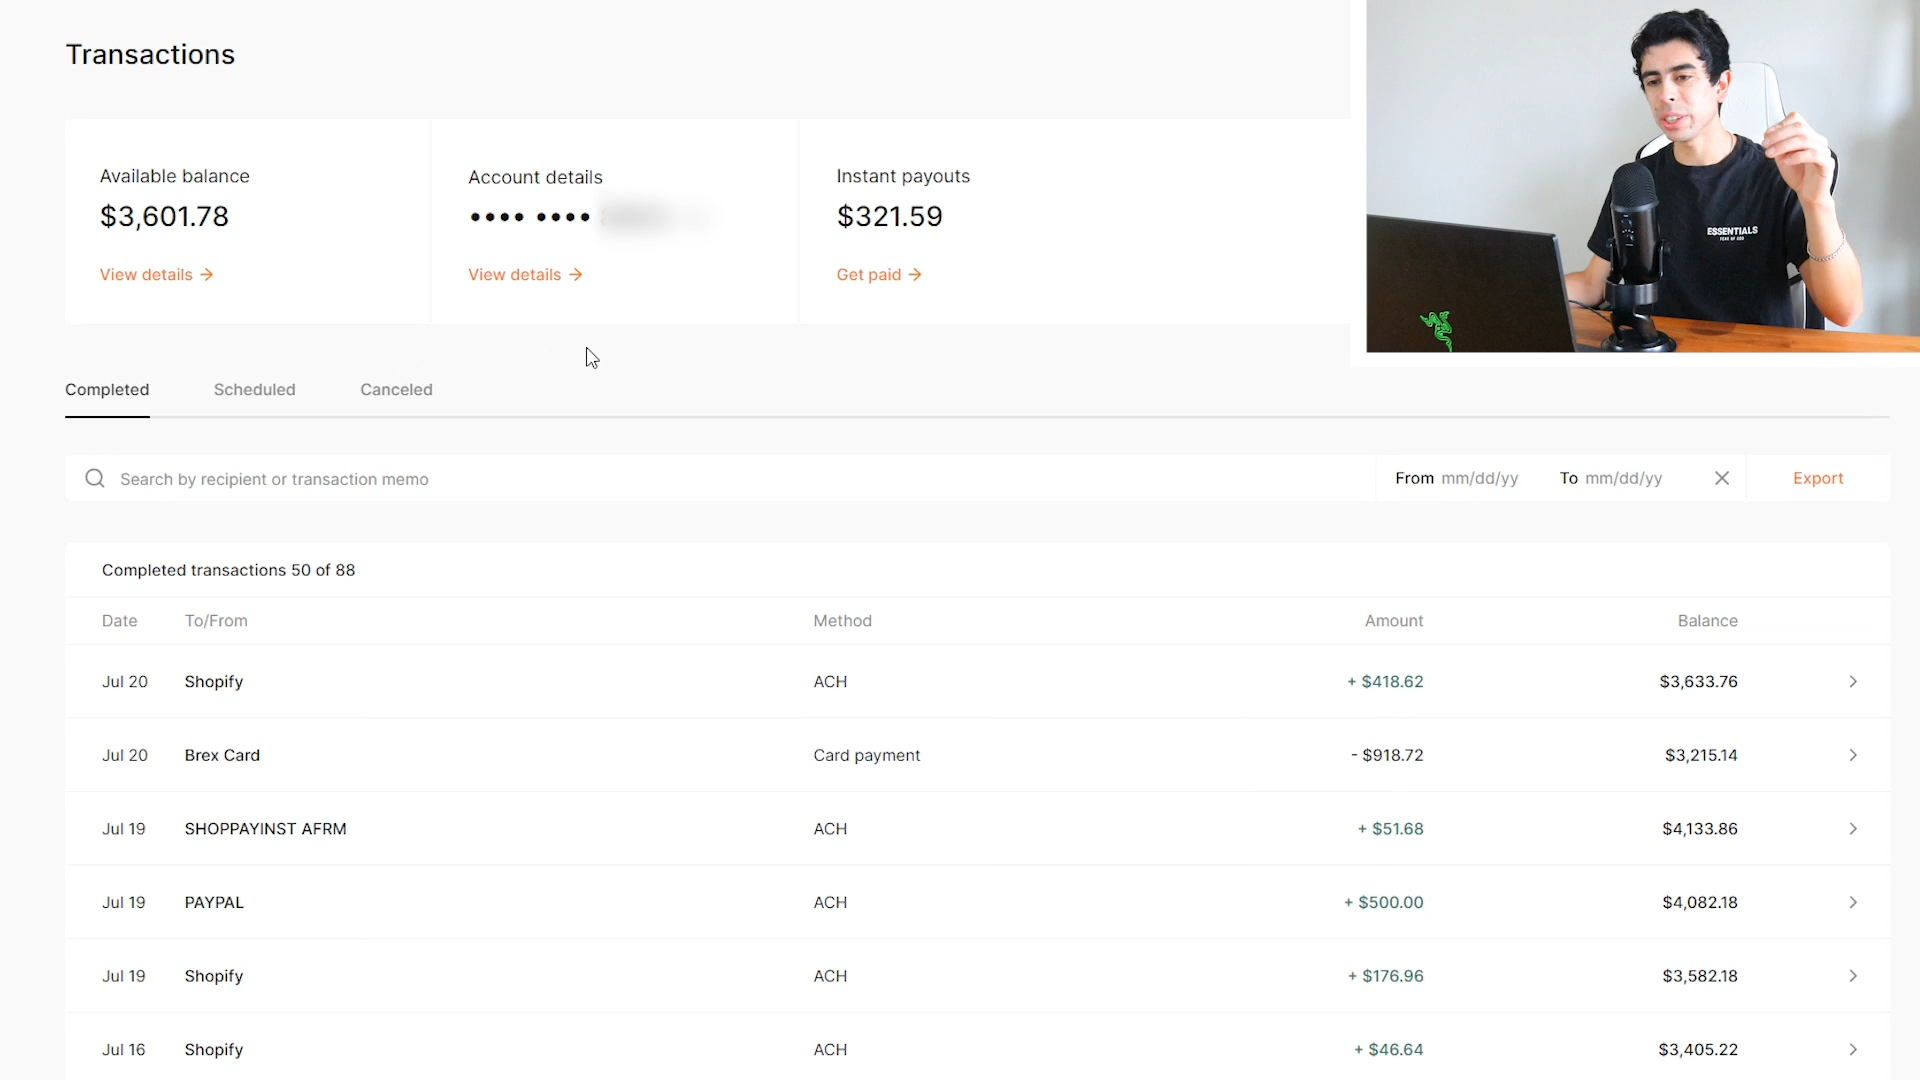 Transactions
Available balance
$3,601.78
View details →
Account details
•••• ••••
View details →
Instant payouts
$321.59
Get paid →
ESSENTIALS
FEAR OF GOD
Completed Scheduled Canceled
Search by recipient or transaction memo From mm/dd/yy To mm/dd/yy Export
Completed transactions 50 of 88
Date To/From Method Amount Balance
Jul 20 Shopify ACH + $418.62 $3,633.76
Jul 20 Brex Card Card payment - $918.72 $3,215.14
Jul 19 SHOPPAYINST AFRM ACH + $51.68 $4,133.86
Jul 19 PAYPAL ACH + $500.00 $4,082.18
Jul 19 Shopify ACH + $176.96 $3,582.18
Jul 16 Shopify ACH + $46.64 $3,405.22